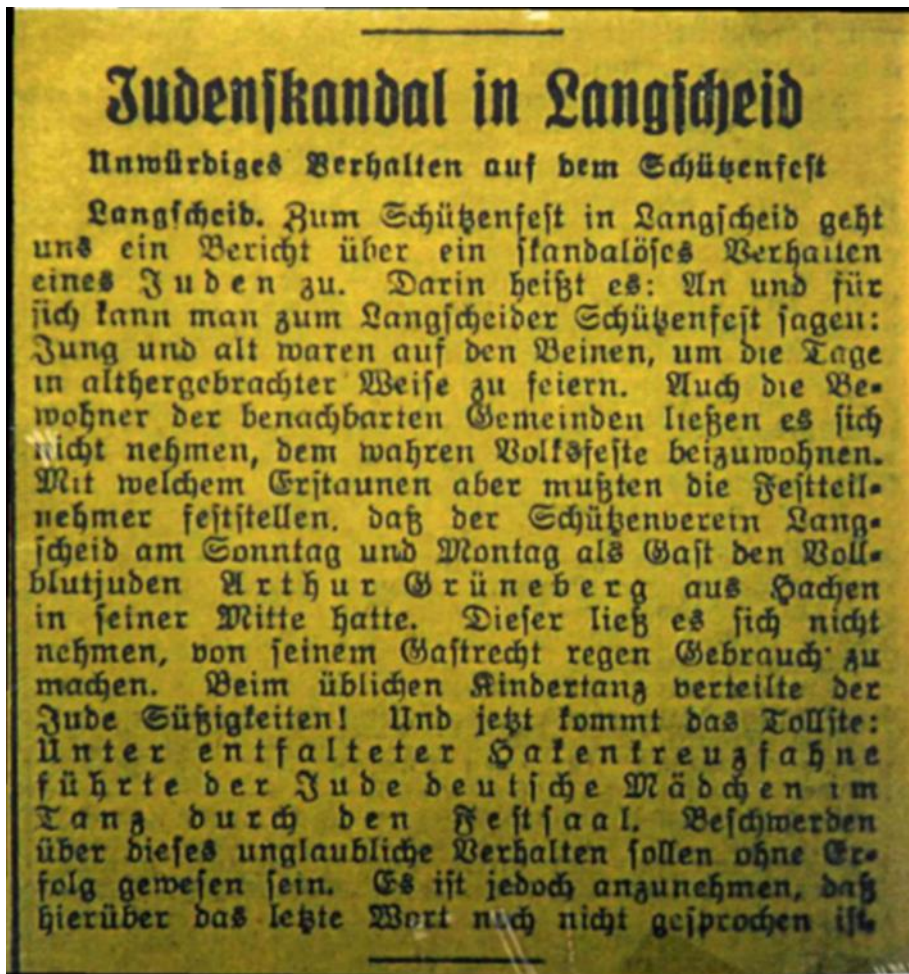 Judenskandal in Langscheid
Unwürdiges Verhalten auf dem Schützenfest
Langscheid. Zum Schützenfest in Langscheid geht
uns ein Bericht über ein skandalöses Verhalten
eines Juden zu. Darin heißt es: An und für
sich kann man zum Langscheider Schützenfest sagen:
Jung und alt waren auf den Beinen, um die Tage
in althergebrachter Weise zu feiern. Auch die Be-
wohner der benachbarten Gemeinden ließen es sich
nicht nehmen, dem wahren Volksfeste beizuwohnen.
Mit welchem Erstaunen aber mußten die Festteil-
nehmer feststellen, daß der Schützenverein Lang-
scheid am Sonntag und Montag als Gast den Voll-
blutjuden Arthur Grüneberg aus Hachen
in seiner Mitte hatte. Dieser ließ es sich nicht
nehmen, von seinem Gastrecht regen Gebrauch zu
machen. Beim üblichen Kindertanz verteilte der
Jude Süßigkeiten! Und jetzt kommt das Tollste:
Unter entfalteter Hakenkreuzfahne
führte der Jude deutsche Mädchen im
Tanz durch den Festsaal. Beschwerden
über dieses unglaubliche Verhalten sollen ohne Er-
folg gewesen sein. Es ist jedoch anzunehmen, daß
hierüber das letzte Wort noch nicht gesprochen ist.